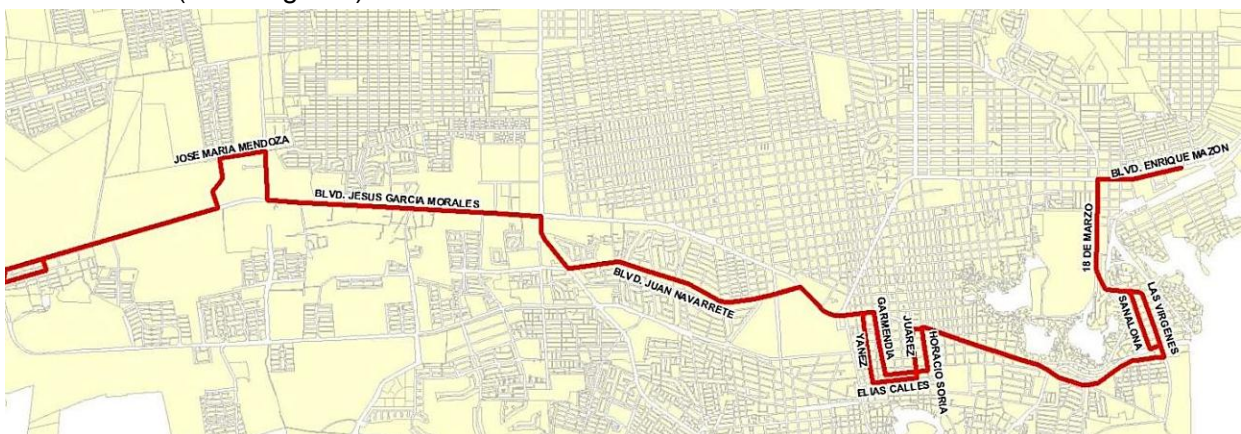 JOSE MARIA MENDOZA
BLVD. JESUS GARCIA MORALES
BLVD. JUAN NAVARRETE
YAÑEZ
GARMENDIA
JUAREZ
HORACIO SORIA
ELIAS CALLES
BLVD. ENRIQUE MAZON
18 DE MARZO
LAS VIRGENES
SANALONA